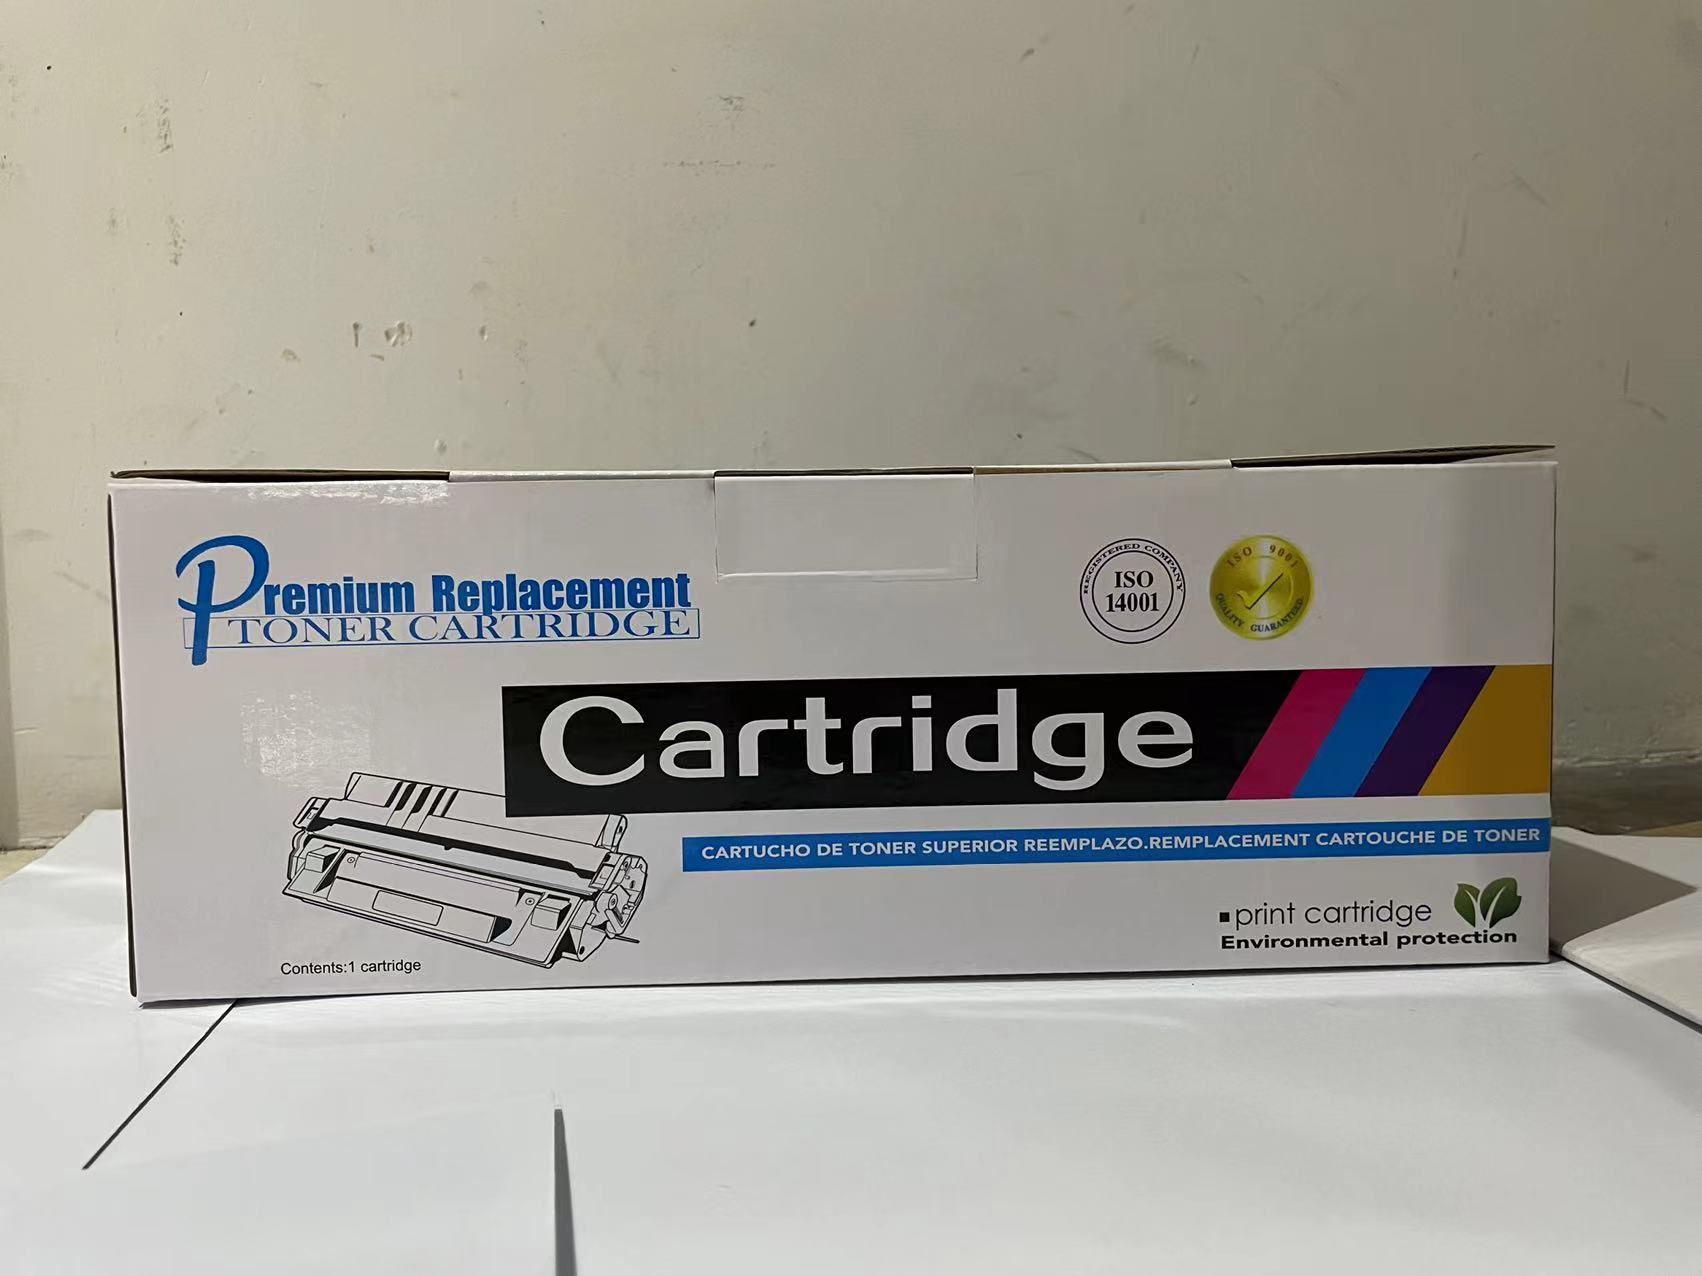 Premium Replacement
TONER CARTRIDGE
REGISTERED COMPANY
ISO
14001
ISO 9001
QUALITY GUARANTEED
Cartridge
CARTUCHO DE TONER SUPERIOR REEMPLAZO.REMPLACEMENT CARTOUCHE DE TONER
print cartridge
Environmental protection
Contents:1 cartridge